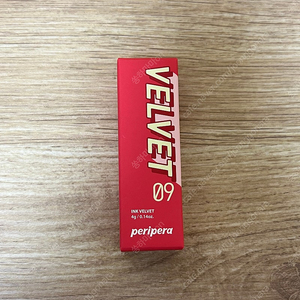 VELVET
09
INK VELVET
4g / 0.14oz.
peripera